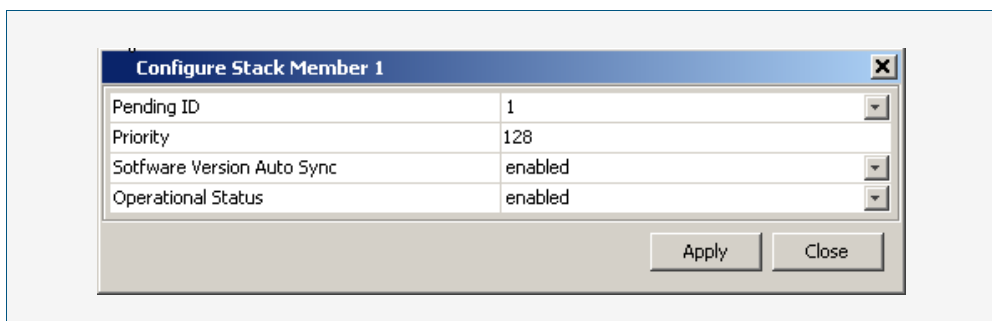 Configure Stack Member 1
Pending ID 1
Priority 128
Sotfware Version Auto Sync enabled
Operational Status enabled
Apply Close